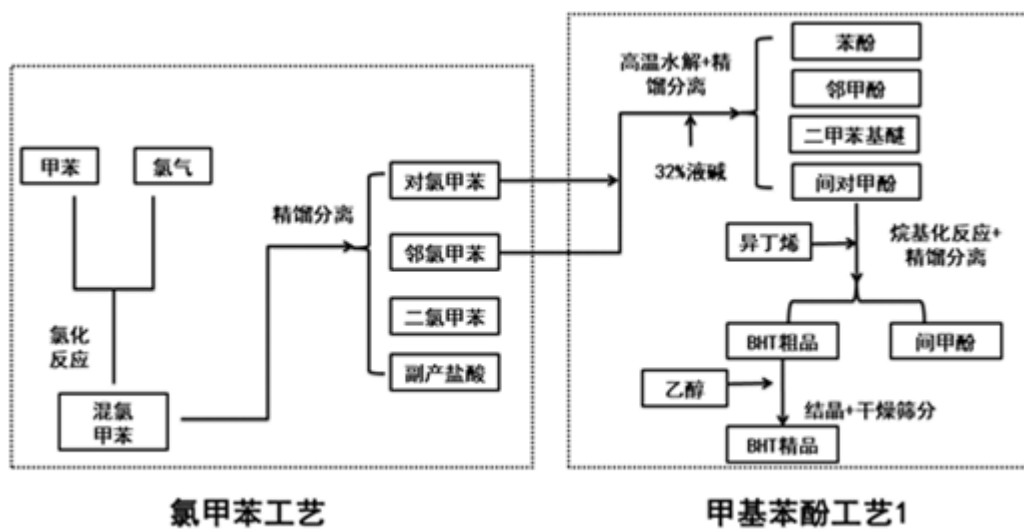 甲苯
氯气
氯化
反应
混氯
甲苯
精馏分离
对氯甲苯
邻氯甲苯
二氯甲苯
副产盐酸
氯甲苯工艺
高温水解+精
馏分离
32%液碱
苯酚
邻甲酚
二甲苯基醚
间对甲酚
异丁烯
烷基化反应+
精馏分离
BHT粗品
间甲酚
乙醇
结晶+干燥筛分
BHT精品
甲基苯酚工艺1